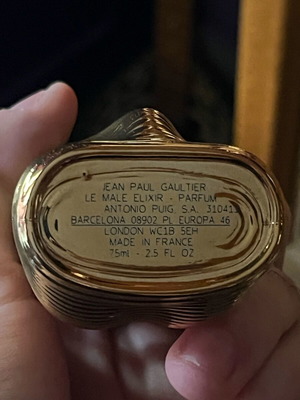 JEAN PAUL GAULTIER
LE MALE ELIXIR - PARFUM
ANTONIO PUIG, S.A.
BARCELONA 08902 PL EUROPA 46
LONDON WC1B 5EH
MADE IN FRANCE
75ml - 2.5 FL OZ